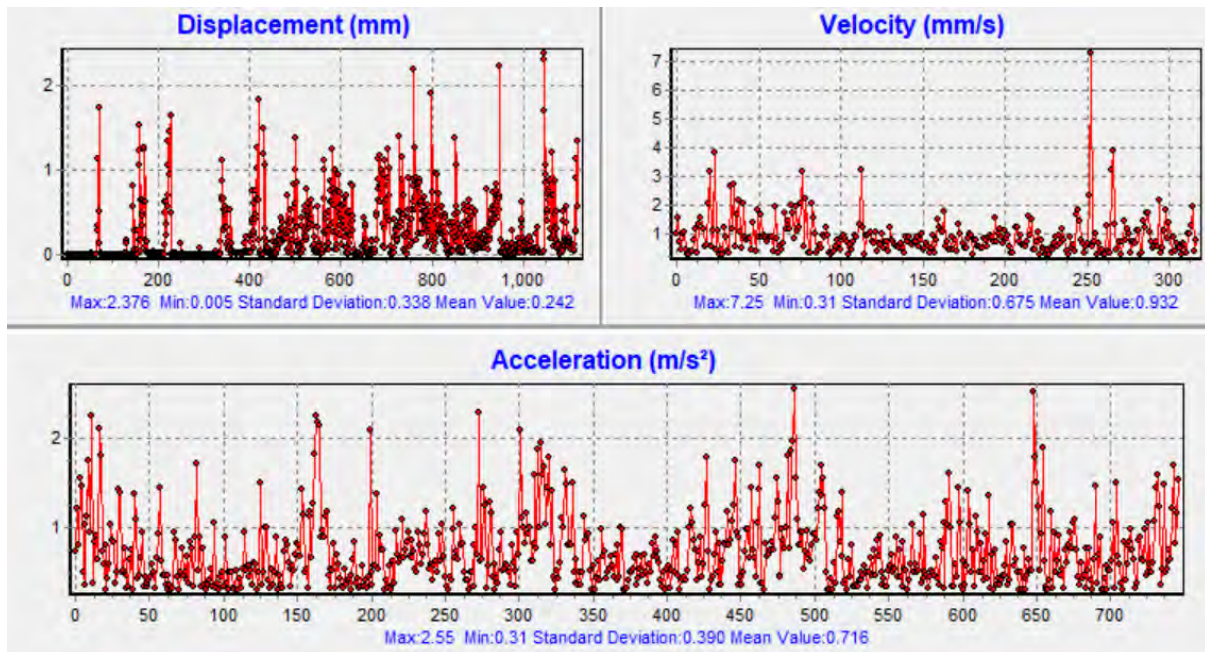 Displacement (mm)
2
1
0
0 200 400 600 800 1,000
Max:2.376 Min:0.005 Standard Deviation:0.338 Mean Value:0.242
Velocity (mm/s)
7
6
5
4
3
2
1
0 50 100 150 200 250 300
Max:7.25 Min:0.31 Standard Deviation:0.675 Mean Value:0.932
Acceleration (m/s²)
2
1
0 50 100 150 200 250 300 350 400 450 500 550 600 650 700
Max:2.55 Min:0.31 Standard Deviation:0.390 Mean Value:0.716